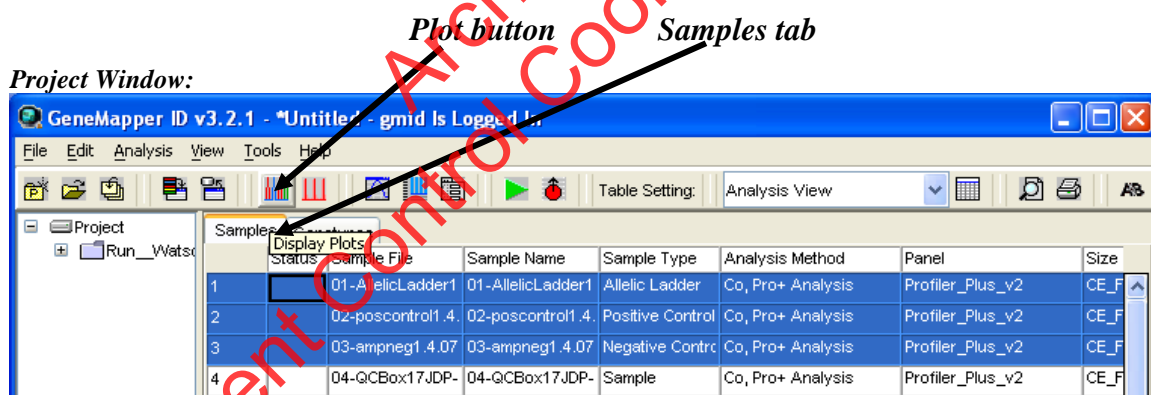 Plot button Samples tab
Project Window:
GeneMapper ID v3.2.1 - *Untitled - gmid Is Logged In
File Edit Analysis View Tools Help
Table Setting: Analysis View AB
Project Samples
Run__Watso Display Plots
Status Sample File Sample Name Sample Type Analysis Method Panel Size
1 01-AllelicLadder1 01-AllelicLadder1 Allelic Ladder Co, Pro+ Analysis Profiler_Plus_v2 CE_F
2 02-poscontrol1.4. 02-poscontrol1.4. Positive Control Co, Pro+ Analysis Profiler_Plus_v2 CE_F
3 03-ampneg1.4.07 03-ampneg1.4.07 Negative Contrc Co, Pro+ Analysis Profiler_Plus_v2 CE_F
4 04-QCBox17JDP- 04-QCBox17JDP- Sample Co, Pro+ Analysis Profiler_Plus_v2 CE_F
Control